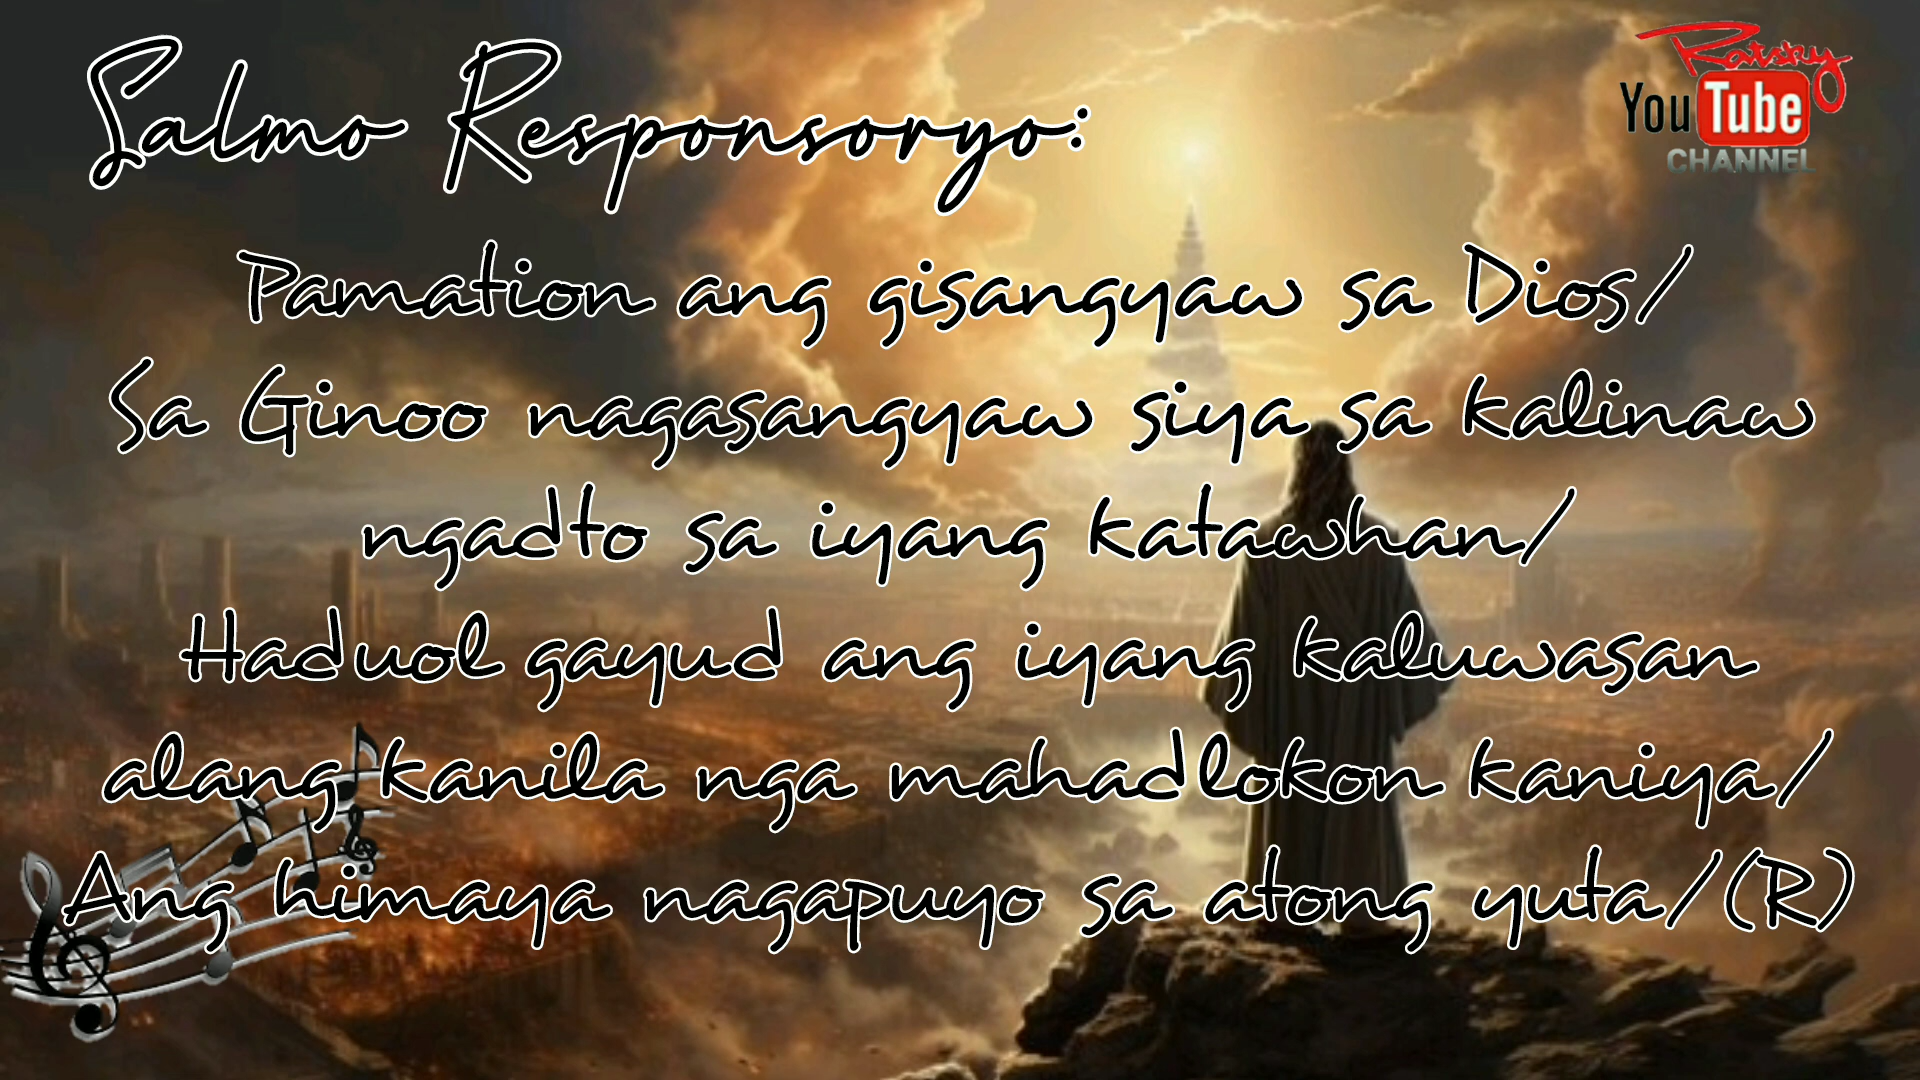 Salmo Responsoryo:
Ratsky
YouTube
CHANNEL
Pamation ang gisangyaw sa Dios/
Sa Ginoo nagasangyaw siya sa kalinaw
ngadto sa iyang katawhan/
Haduol gayud ang iyang kaluwasan
alang kanila nga mahadlokon kaniya/
Ang himaya nagapuyo sa atong yuta/(R)